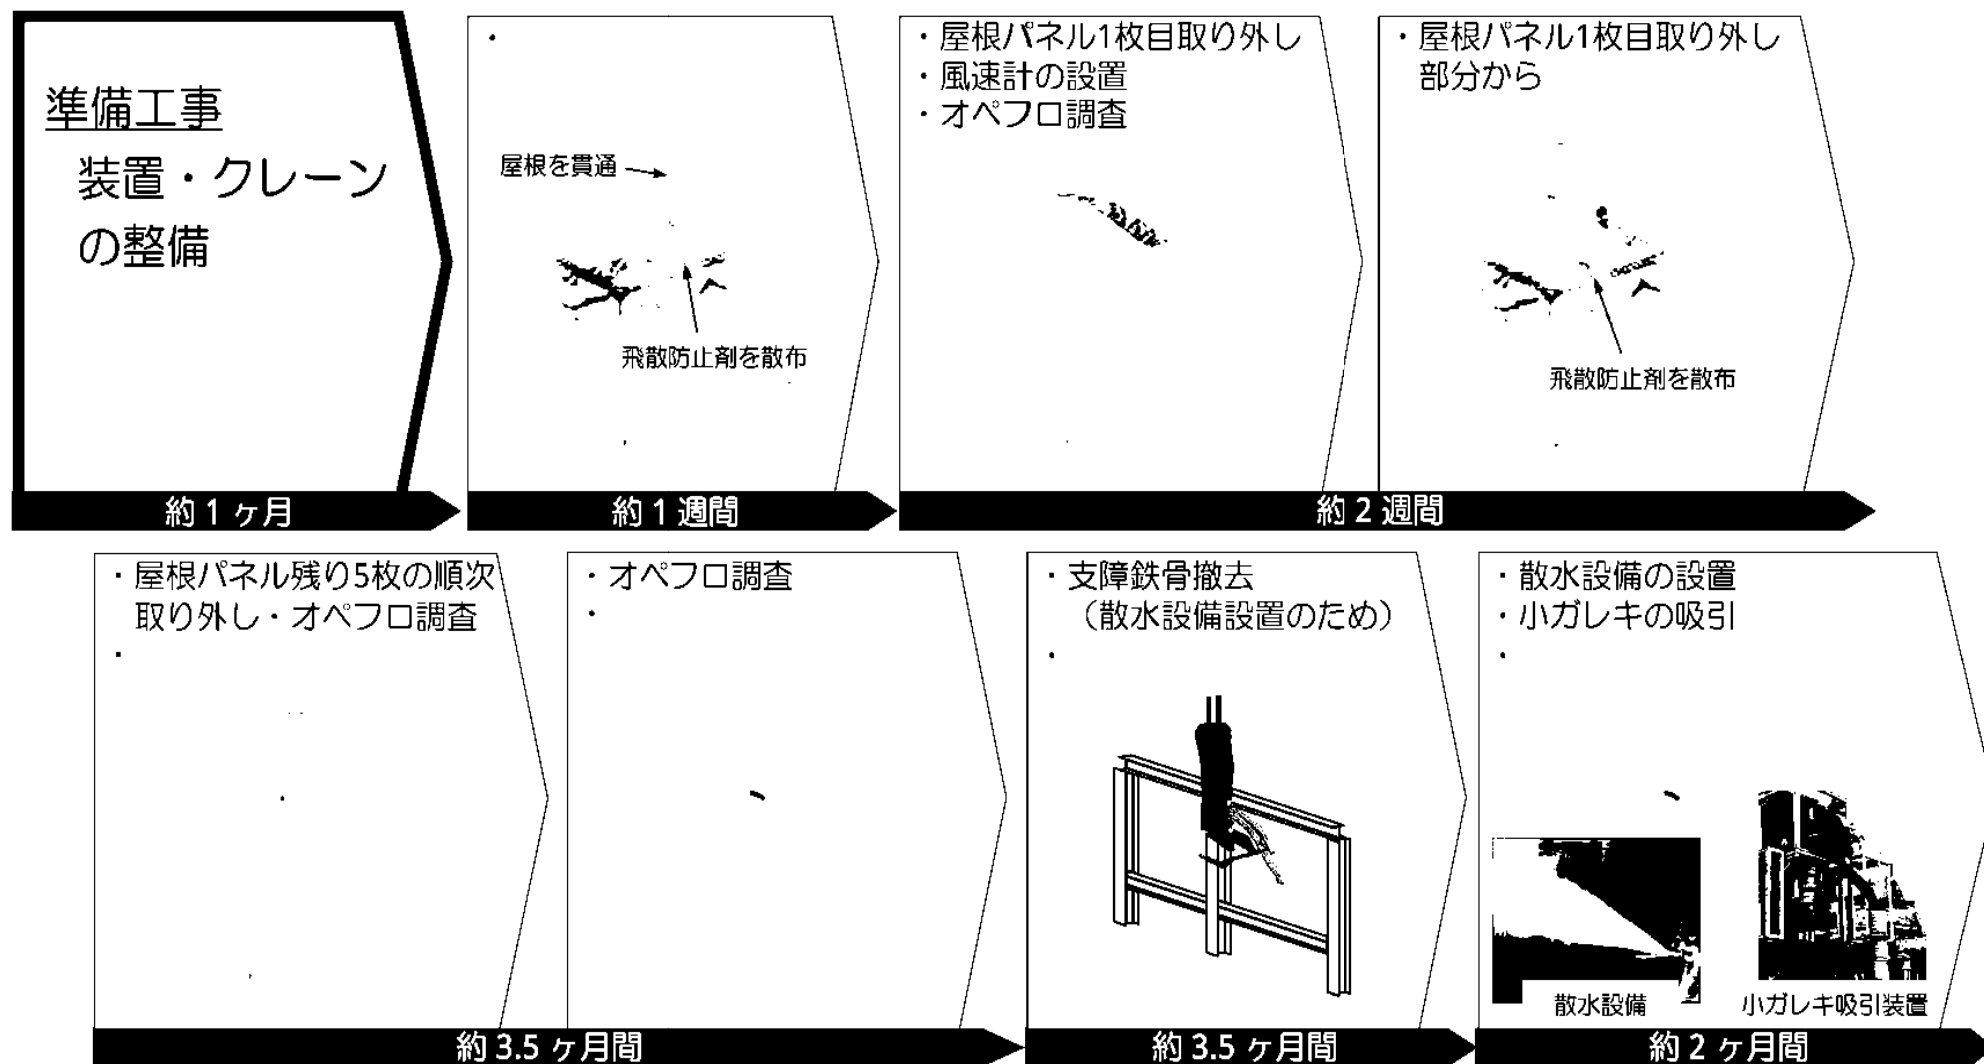 準備工事
装置・クレーン
の整備
約 1 ヶ月
・
屋根を貫通
飛散防止剤を散布
約 1 週間
・屋根パネル1枚目取り外し
・風速計の設置
・オペフロ調査
・屋根パネル1枚目取り外し
部分から
飛散防止剤を散布
約 2 週間
・屋根パネル残り5枚の順次
取り外し・オペフロ調査
・
・オペフロ調査
・
約 3.5 ヶ月間
・支障鉄骨撤去
（散水設備設置のため）
・
約 3.5 ヶ月間
・散水設備の設置
・小ガレキの吸引
・
散水設備
小ガレキ吸引装置
約 2 ヶ月間